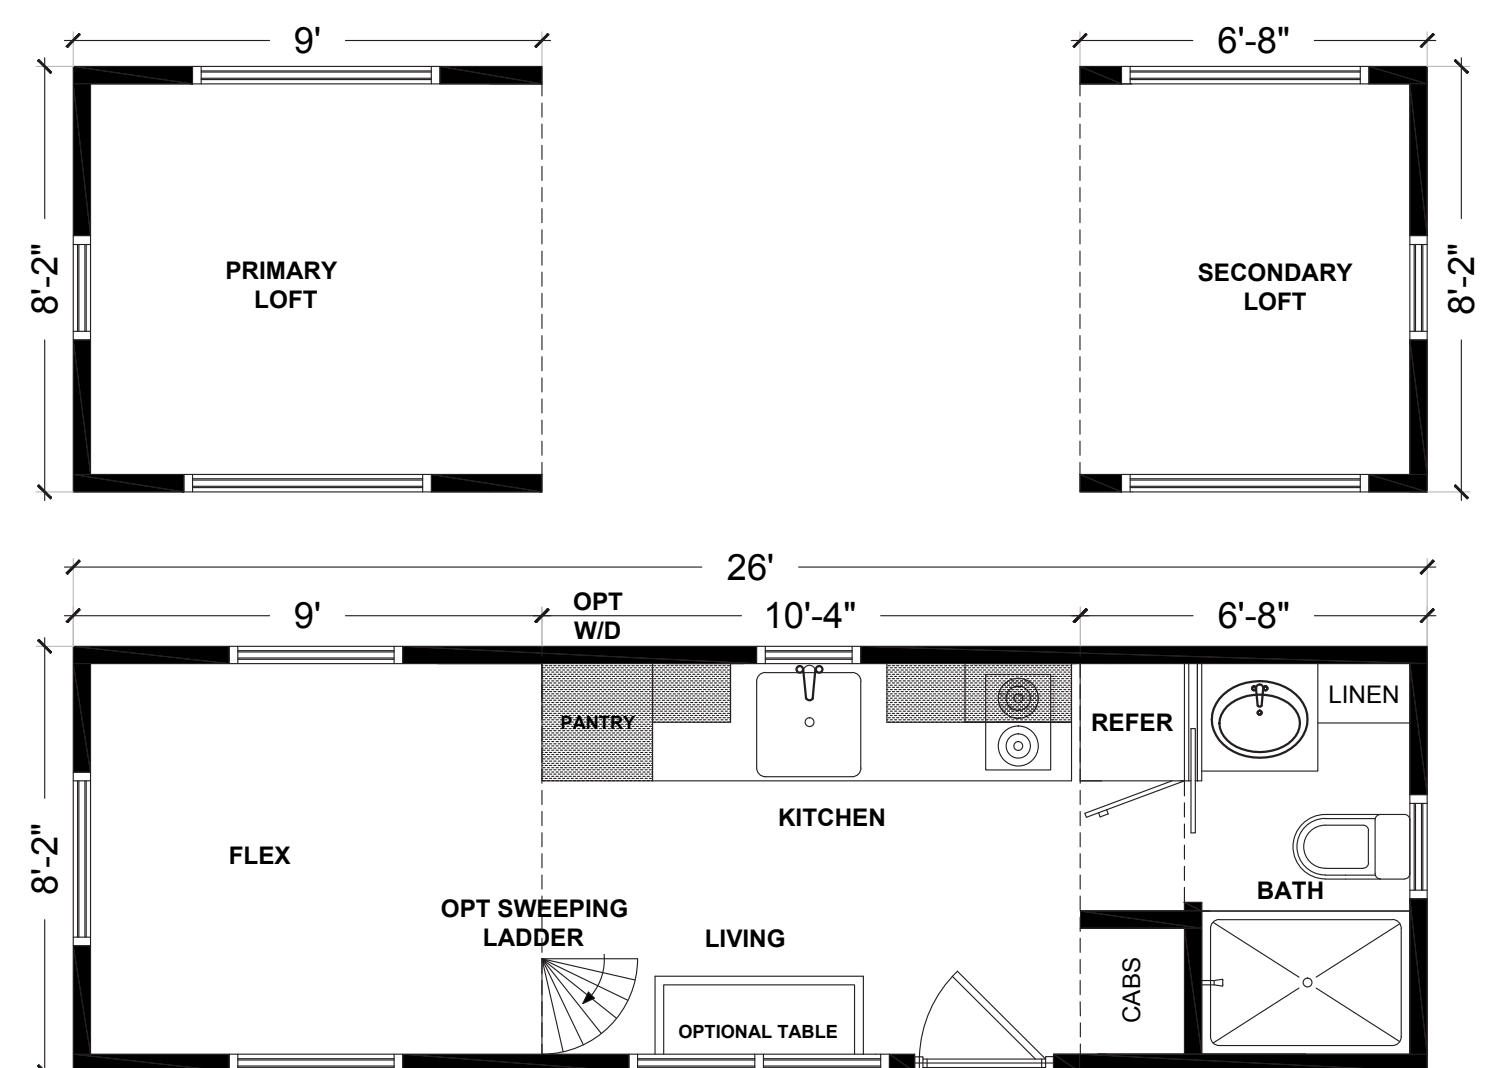 9'
6'-8"
8'-2"
PRIMARY
LOFT
SECONDARY
LOFT
8'-2"
26'
9'
OPT
W/D
10'-4"
6'-8"
8'-2"
PANTRY
REFER
LINEN
KITCHEN
FLEX
BATH
OPT SWEEPING
LADDER
LIVING
CABS
OPTIONAL TABLE